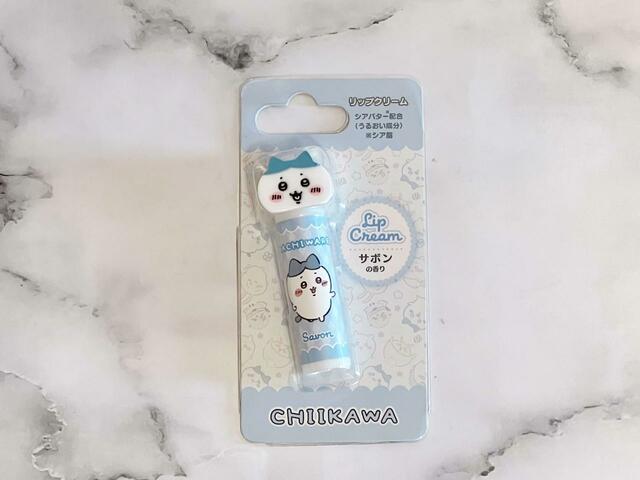 リップクリーム
シアバター※配合
(うるおい成分)
※シア脂
Lip
Cream
サボン
の香り
Savon
CHIIKAWA